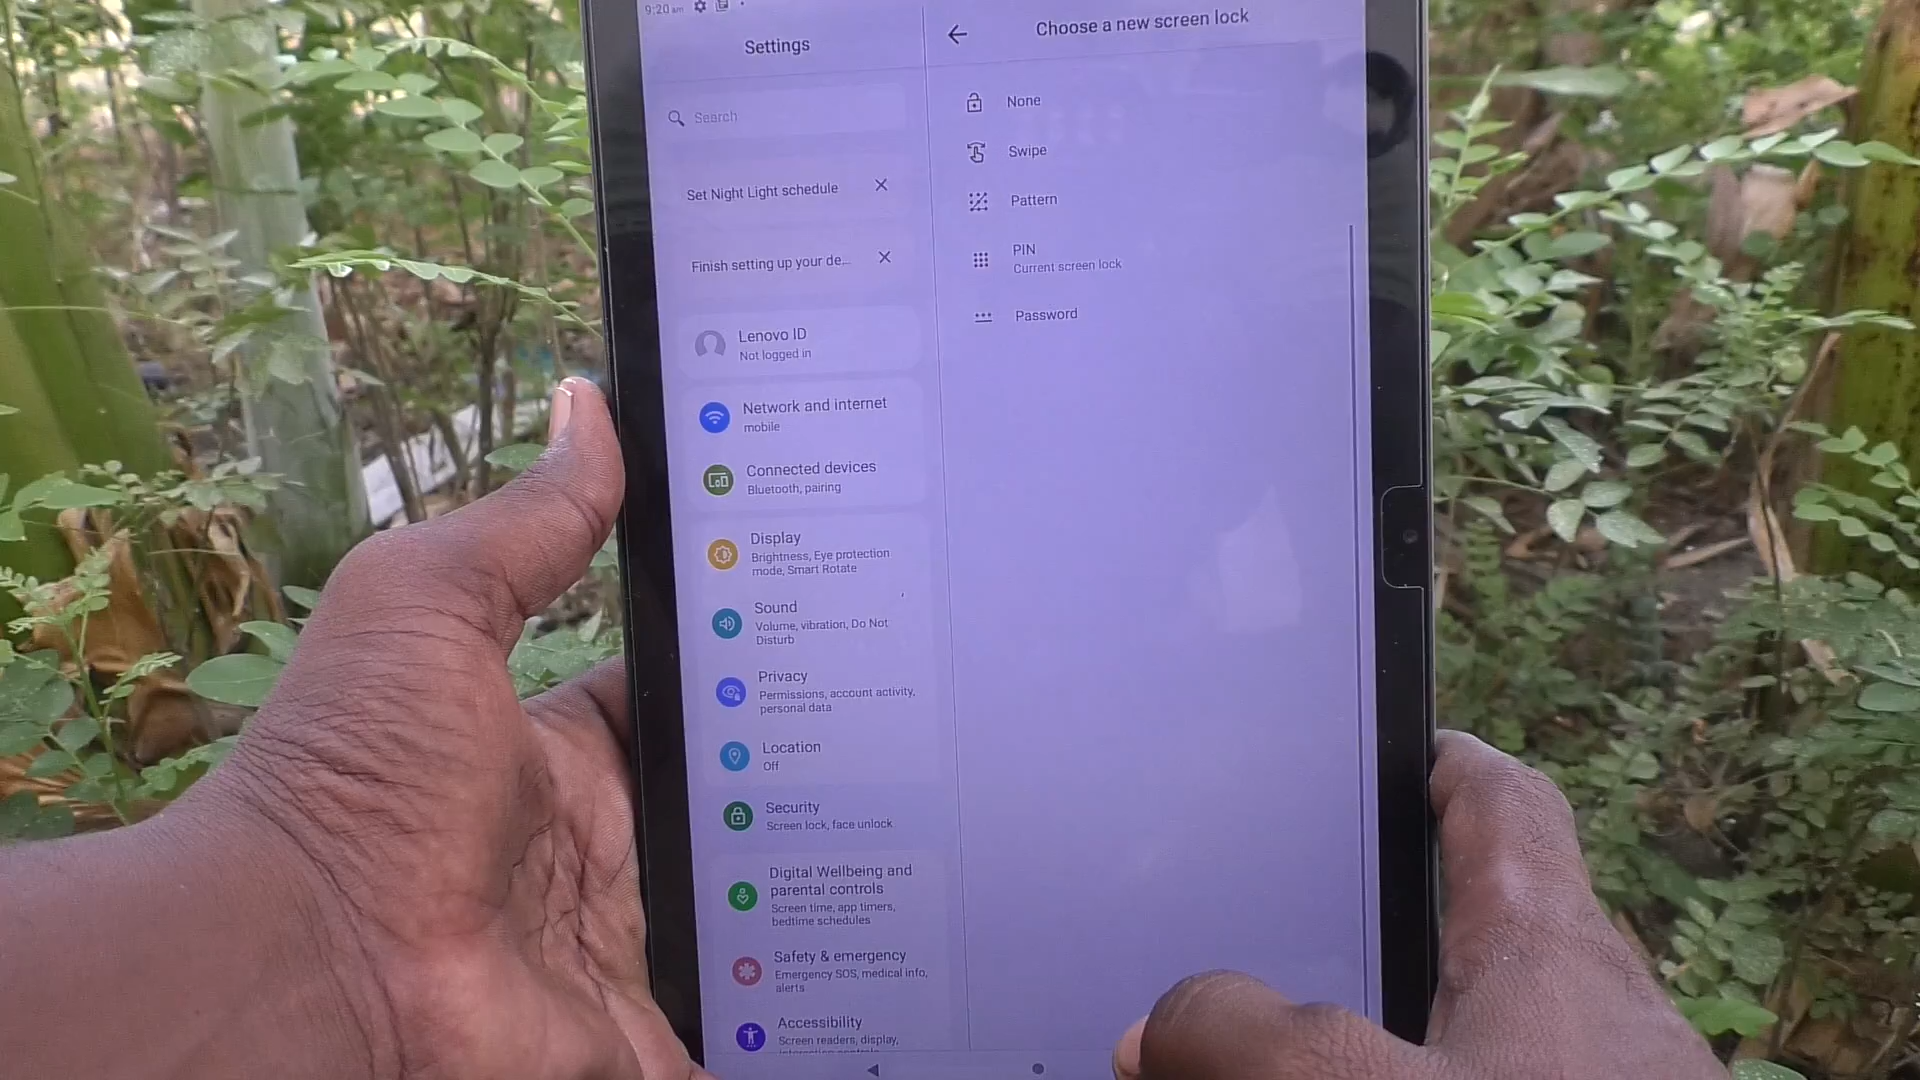 9:20 am
Settings
Search
Set Night Light schedule
Finish setting up your de...
Lenovo ID
Not logged in
Network and internet
mobile
Connected devices
Bluetooth, pairing
Display
Brightness, Eye protection
mode, Smart Rotate
Sound
Volume, vibration, Do Not
Disturb
Privacy
Permissions, account activity,
personal data
Location
Off
Security
Screen lock, face unlock
Digital Wellbeing and
parental controls
Screen time, app timers,
bedtime schedules
Safety & emergency
Emergency SOS, medical info,
alerts
Accessibility
Screen readers, display,
Choose a new screen lock
None
Swipe
Pattern
PIN
Current screen lock
Password